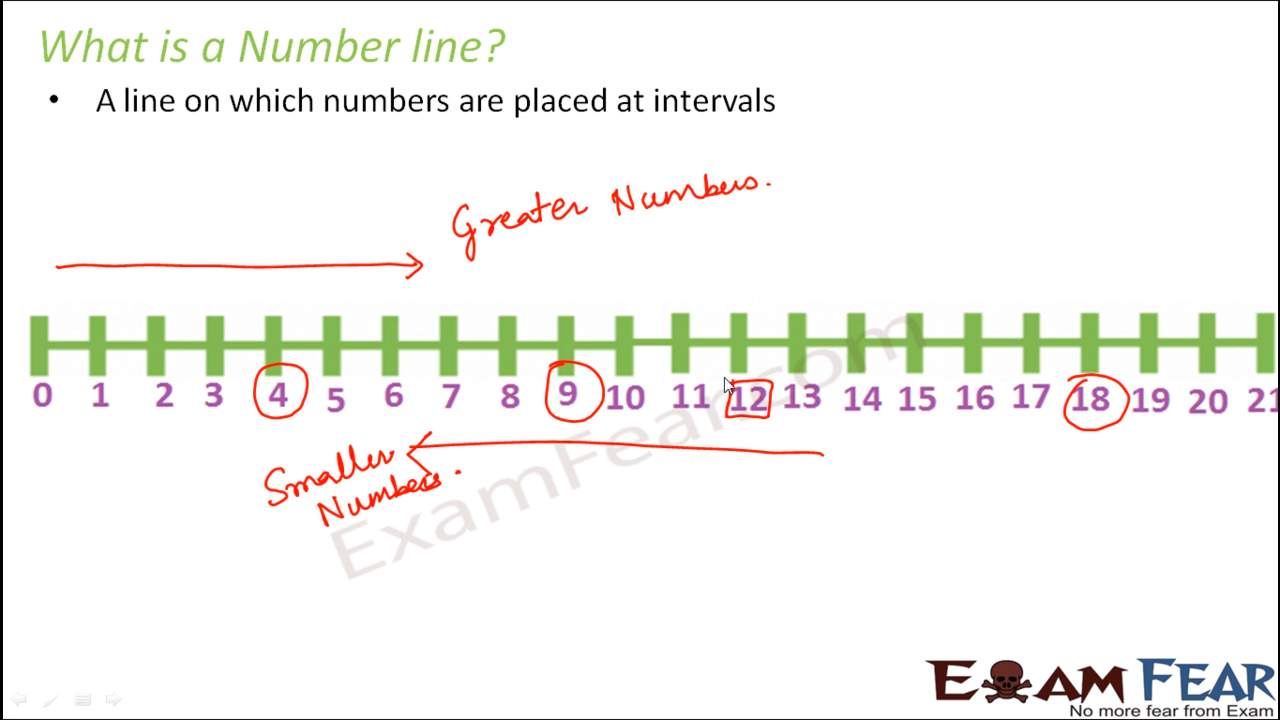 What is a Number line?
• A line on which numbers are placed at intervals
Greater Numbers.
0 1 2 3 4 5 6 7 8 9 10 11 12 13 14 15 16 17 18 19 20 21
Smaller
Numbers.
ExamFear.com
EXAM FEAR
No more fear from Exam